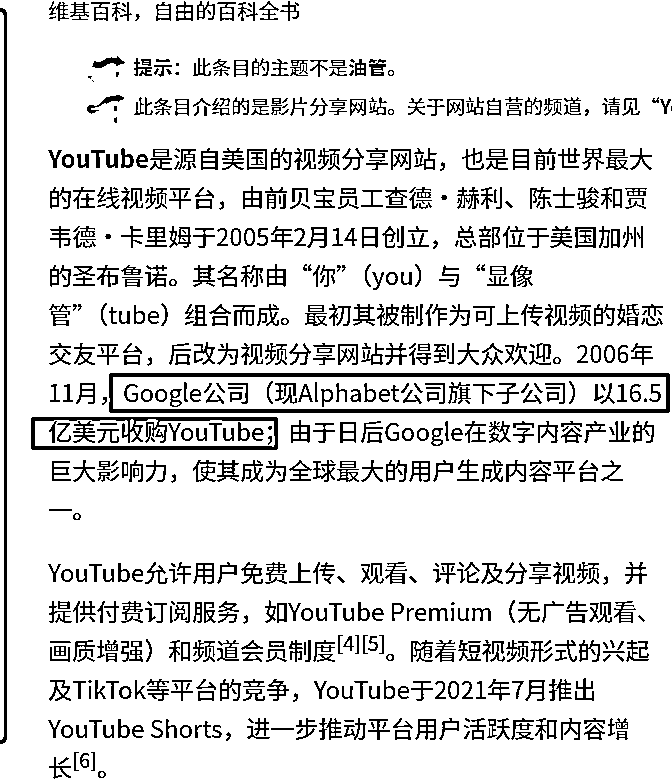 维基百科，自由的百科全书
提示：此条目的主题不是油管。
此条目介绍的是影片分享网站。关于网站自营的频道，请见“Yo
YouTube是源自美国的视频分享网站，也是目前世界最大
的在线视频平台，由前贝宝员工查德·赫利、陈士骏和贾
韦德·卡里姆于2005年2月14日创立，总部位于美国加州
的圣布鲁诺。其名称由“你”（you）与“显像
管”（tube）组合而成。最初其被制作为可上传视频的婚恋
交友平台，后改为视频分享网站并得到大众欢迎。2006年
11月，Google公司（现Alphabet公司旗下子公司）以16.5
亿美元收购YouTube；由于日后Google在数字内容产业的
巨大影响力，使其成为全球最大的用户生成内容平台之
一。
YouTube允许用户免费上传、观看、评论及分享视频，并
提供付费订阅服务，如YouTube Premium（无广告观看、
画质增强）和频道会员制度[4][5]。随着短视频形式的兴起
及TikTok等平台的竞争，YouTube于2021年7月推出
YouTube Shorts，进一步推动平台用户活跃度和内容增
长[6]。